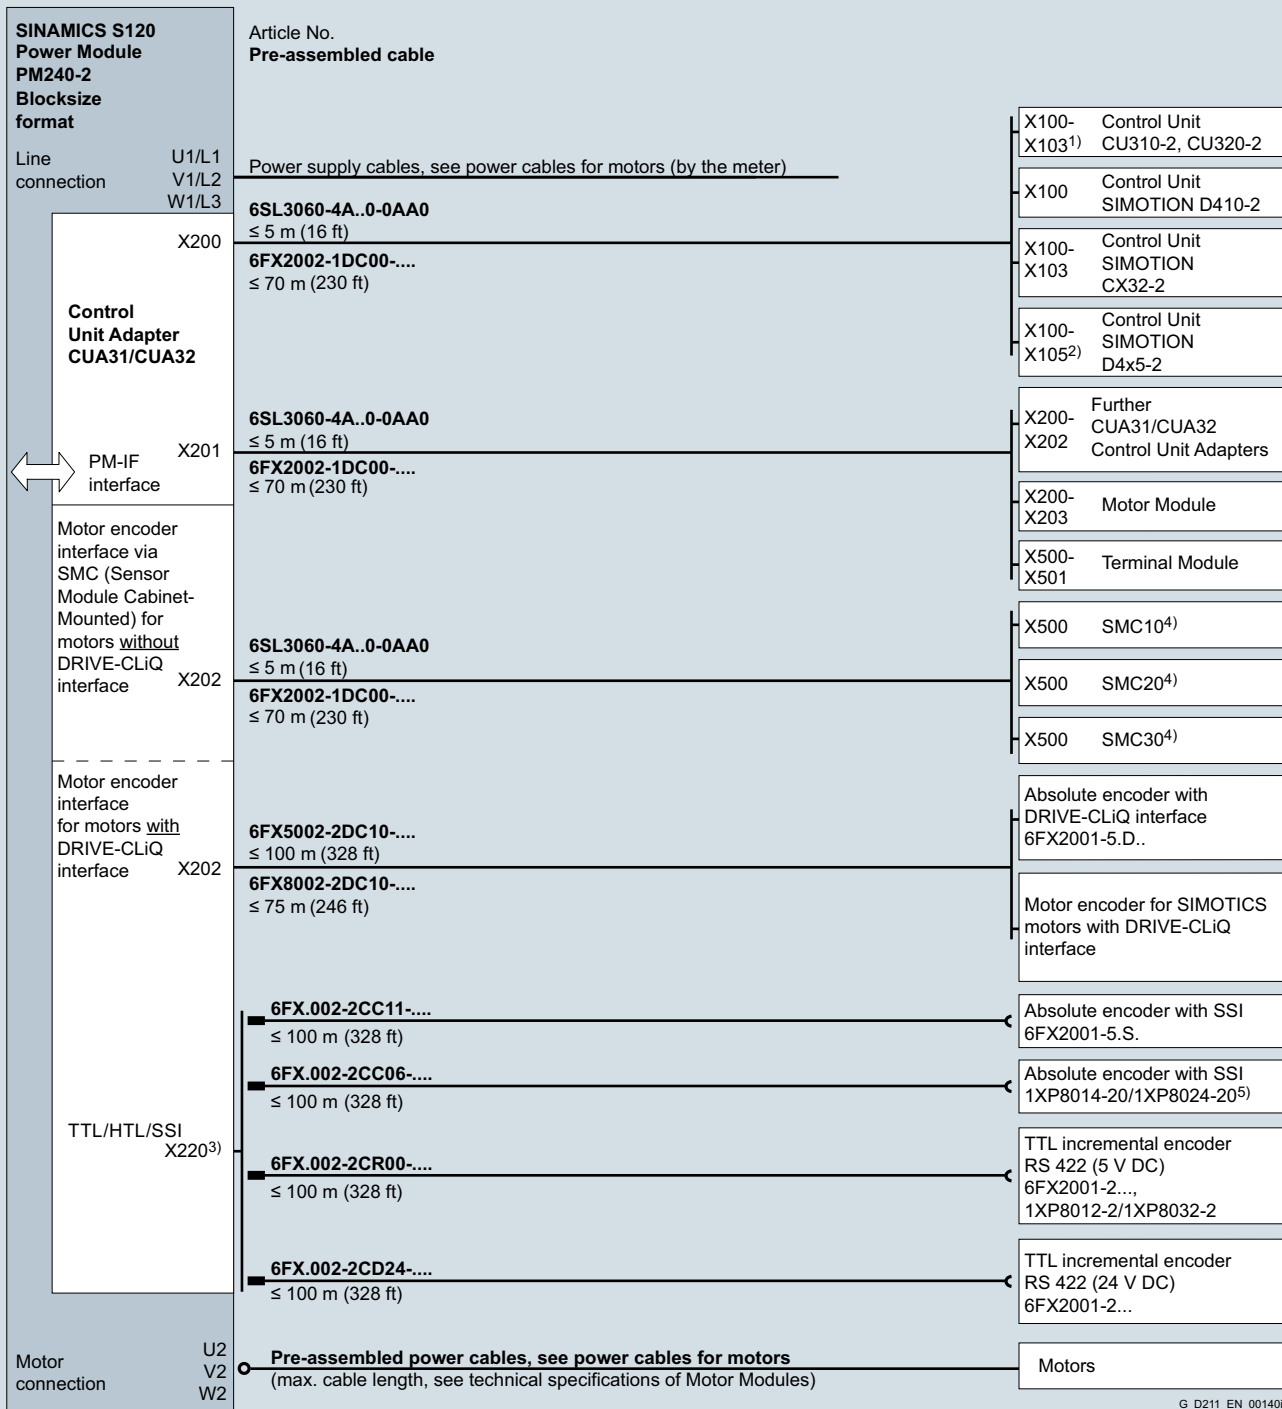 SINAMICS S120
Power Module
PM240-2
Blocksize
format
Article No.
Pre-assembled cable
Line
connection
U1/L1
V1/L2
W1/L3
Power supply cables, see power cables for motors (by the meter)
X200
6SL3060-4A..0-0AA0
≤ 5 m (16 ft)
6FX2002-1DC00-....
≤ 70 m (230 ft)
X100-
X103¹⁾
Control Unit
CU310-2, CU320-2
X100
Control Unit
SIMOTION D410-2
X100-
X103
Control Unit
SIMOTION
CX32-2
X100-
X105²⁾
Control Unit
SIMOTION
D4x5-2
Control
Unit Adapter
CUA31/CUA32
PM-IF
interface
X201
6SL3060-4A..0-0AA0
≤ 5 m (16 ft)
6FX2002-1DC00-....
≤ 70 m (230 ft)
X200-
X202
Further
CUA31/CUA32
Control Unit Adapters
X200-
X203
Motor Module
X500-
X501
Terminal Module
Motor encoder
interface via
SMC (Sensor
Module Cabinet-
Mounted) for
motors without
DRIVE-CLiQ
interface
X202
6SL3060-4A..0-0AA0
≤ 5 m (16 ft)
6FX2002-1DC00-....
≤ 70 m (230 ft)
X500 SMC10⁴⁾
X500 SMC20⁴⁾
X500 SMC30⁴⁾
Motor encoder
interface
for motors with
DRIVE-CLiQ
interface
X202
6FX5002-2DC10-....
≤ 100 m (328 ft)
6FX8002-2DC10-....
≤ 75 m (246 ft)
Absolute encoder with
DRIVE-CLiQ interface
6FX2001-5.D..
Motor encoder for SIMOTICS
motors with DRIVE-CLiQ
interface
TTL/HTL/SSI
X220³⁾
6FX.002-2CC11-....
≤ 100 m (328 ft)
Absolute encoder with SSI
6FX2001-5.S.
6FX.002-2CC06-....
≤ 100 m (328 ft)
Absolute encoder with SSI
1XP8014-20/1XP8024-20⁵⁾
6FX.002-2CR00-....
≤ 100 m (328 ft)
TTL incremental encoder
RS 422 (5 V DC)
6FX2001-2...,
1XP8012-2/1XP8032-2
6FX.002-2CD24-....
≤ 100 m (328 ft)
TTL incremental encoder
RS 422 (24 V DC)
6FX2001-2...
Motor
connection
U2
V2
W2
Pre-assembled power cables, see power cables for motors
(max. cable length, see technical specifications of Motor Modules)
Motors